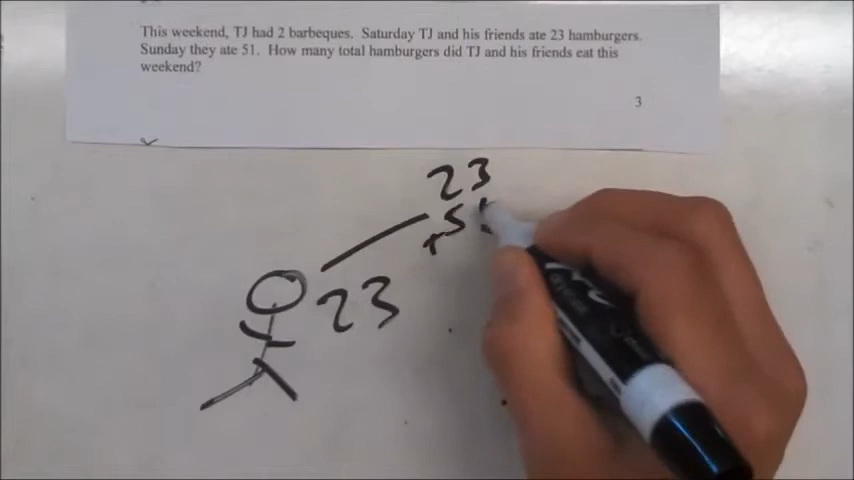 This weekend, TJ had 2 barbeques. Saturday TJ and his friends ate 23 hamburgers.
Sunday they ate 51. How many total hamburgers did TJ and his friends eat this
weekend?
3
23
+5
23